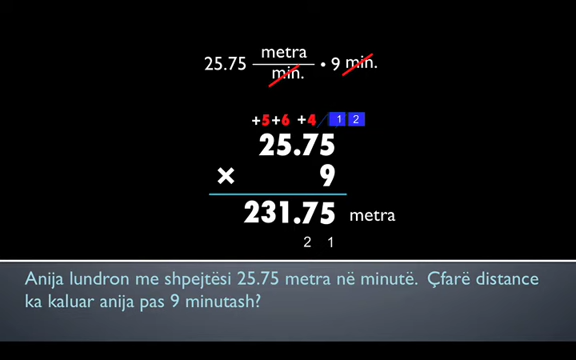 25.75 metra/min. • 9 min.
+5 +6 +4 1 2
25.75
× 9
231.75 metra
2 1
Anija lundron me shpejtësi 25.75 metra në minutë. Çfarë distance
ka kaluar anija pas 9 minutash?